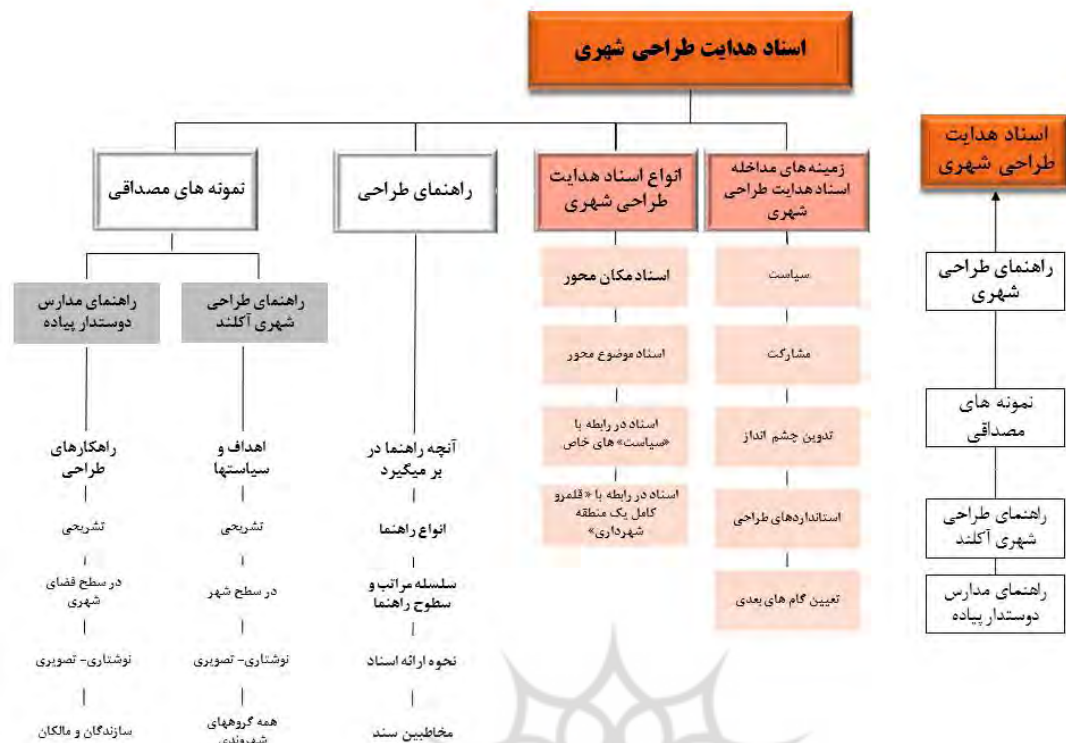 اسناد هدایت طراحی شهری
زمینه های مداخله
اسناد هدایت طراحی
شهری
سیاست
مشارکت
تدوین چشم انداز
استانداردهای طراحی
تعیین گام های بعدی
انواع اسناد هدایت
طراحی شهری
اسناد مکان محور
اسناد موضوع محور
اسناد در رابطه با
«سیاست» های خاص
اسناد در رابطه با « قلمرو
کامل یک منطقه
شهرداری»
راهنمای طراحی
آنچه راهنما در
بر میگیرد
انواع راهنما
سلسله مراتب و
سطوح راهنما
نحوه ارائه اسناد
مخاطبین سند
نمونه های مصداقی
راهنمای طراحی
شهری آکلند
اهداف و
سیاستها
تشریحی
در سطح شهر
نوشتاری- تصویری
همه گروههای
شهروندی
راهنمای مدارس
دوستدار پیاده
راهکارهای
طراحی
تشریحی
در سطح فضای
شهری
نوشتاری- تصویری
سازندگان و مالکان
اسناد هدایت
طراحی شهری
راهنمای طراحی
شهری
نمونه های
مصداقی
راهنمای طراحی
شهری آکلند
راهنمای مدارس
دوستدار پیاده